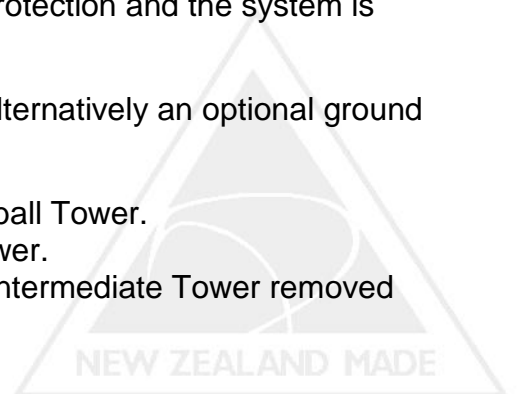 rotection and the system is
lternatively an optional ground
ball Tower.
wer.
ntermediate Tower removed
NEW ZEALAND MADE